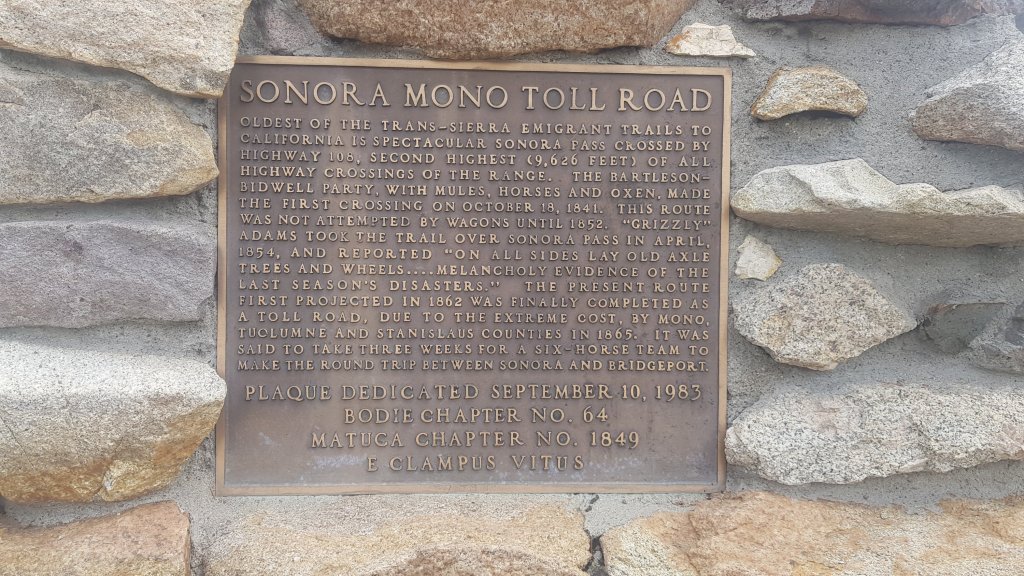 SONORA MONO TOLL ROAD
OLDEST OF THE TRANS-SIERRA EMIGRANT TRAILS TO
CALIFORNIA IS SPECTACULAR SONORA PASS CROSSED BY
HIGHWAY 108, SECOND HIGHEST (9,626 FEET) OF ALL
HIGHWAY CROSSINGS OF THE RANGE. THE BARTLESON-
BIDWELL PARTY, WITH MULES, HORSES AND OXEN, MADE
THE FIRST CROSSING ON OCTOBER 18, 1841. THIS ROUTE
WAS NOT ATTEMPTED BY WAGONS UNTIL 1852. "GRIZZLY"
ADAMS TOOK THE TRAIL OVER SONORA PASS IN APRIL,
1854, AND REPORTED "ON ALL SIDES LAY OLD AXLE
TREES AND WHEELS....MELANCHOLY EVIDENCE OF THE
LAST SEASON'S DISASTERS." THE PRESENT ROUTE
FIRST PROJECTED IN 1862 WAS FINALLY COMPLETED AS
A TOLL ROAD, DUE TO THE EXTREME COST, BY MONO,
TUOLUMNE AND STANISLAUS COUNTIES IN 1865. IT WAS
SAID TO TAKE THREE WEEKS FOR A SIX-HORSE TEAM TO
MAKE THE ROUND TRIP BETWEEN SONORA AND BRIDGEPORT.
PLAQUE DEDICATED SEPTEMBER 10, 1983
BODIE CHAPTER NO. 64
MATUCA CHAPTER NO. 1849
E CLAMPUS VITUS